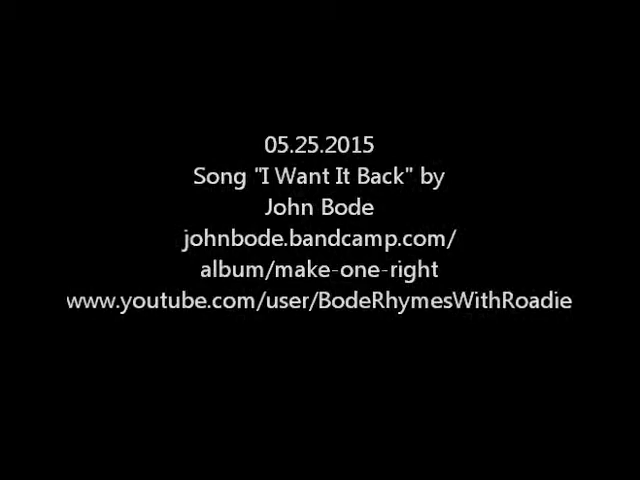 05.25.2015
Song "I Want It Back" by
John Bode
johnbode.bandcamp.com/
album/make-one-right
www.youtube.com/user/BodeRhymesWithRoadie